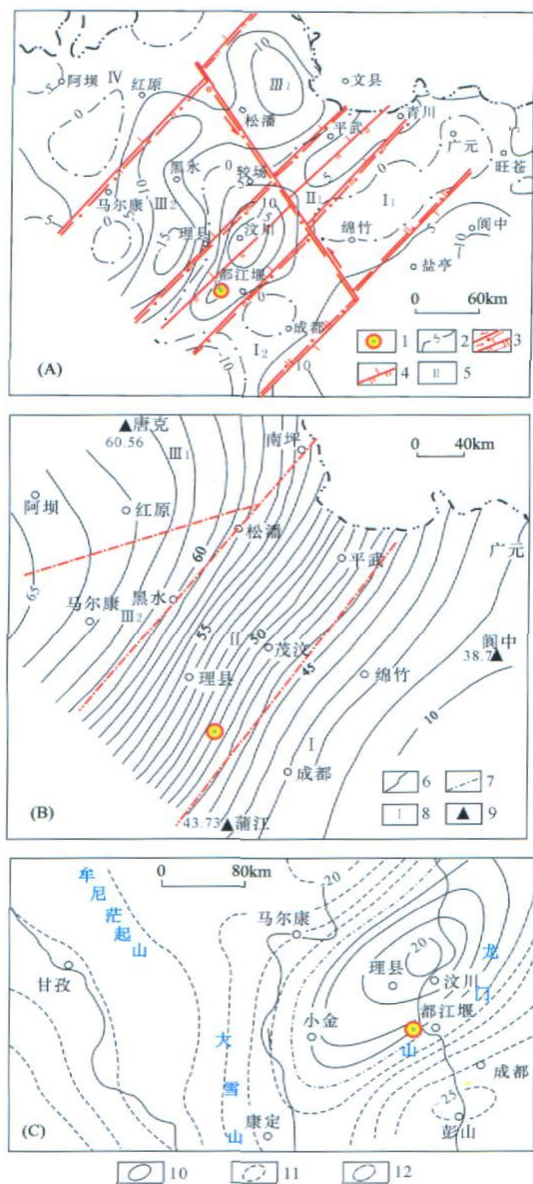 阿坝
IV
红原
10
III₁
文县
松潘
青川
平武
广元
旺苍
黑水
较场
马尔康
III₂
II₁
I₁
理县
10
汶川
绵竹
阆中
15
都江堰
盐亭
成都
I₂
10
0 60km
(A)
1
2
3
4
5
唐克
60.56
III₁
南坪
0 40km
阿坝
红原
松潘
60
平武
广元
黑水
马尔康
III₂
55
II
50
茂汶
45
阆中
38.7
理县
绵竹
65
10
I
成都
43.73
蒲江
6
7
8
9
(B)
0 80km
20
牟尼茫起山
马尔康
甘孜
20
理县
汶川
龙门山
都江堰
小金
大雪山
成都
25
康定
彭山
(C)
10
11
12